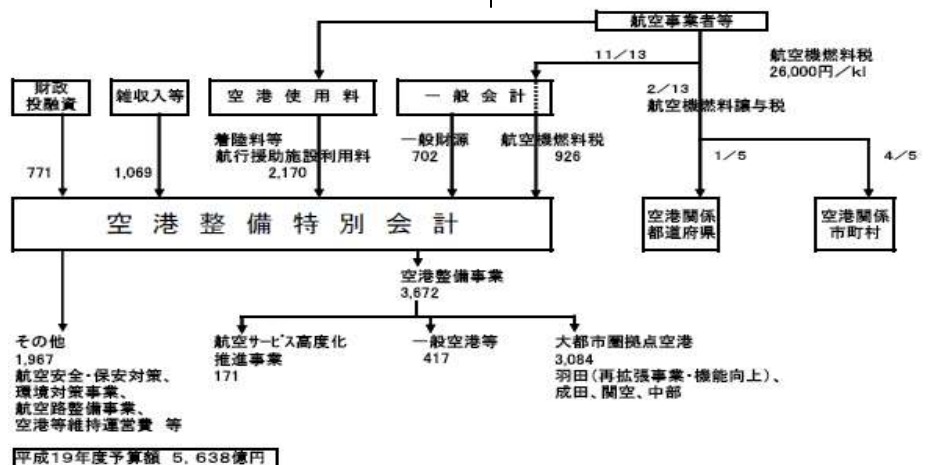 航空事業者等
11/13
航空機燃料税
26,000円/kl
財政
投融資
雑収入等
空港使用料
一般会計
2/13
航空機燃料譲与税
着陸料等
航行援助施設利用料
2,170
一般財源
702
航空機燃料税
926
771
1,069
1/5
4/5
空港整備特別会計
空港関係
都道府県
空港関係
市町村
空港整備事業
3,672
その他
1,967
航空安全・保安対策、
環境対策事業、
航空路整備事業、
空港等維持運営費 等
航空サービス高度化
推進事業
171
一般空港等
417
大都市圏拠点空港
3,084
羽田(再拡張事業・機能向上)、
成田、関空、中部
平成19年度予算額 5,638億円